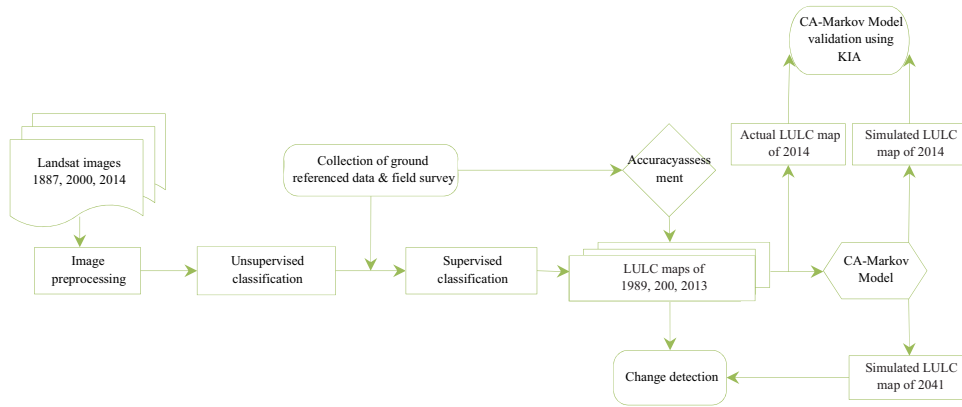 CA-Markov Model
validation using
KIA
Landsat images
1887, 2000, 2014
Collection of ground
referenced data & field survey
Accuracyassess
ment
Actual LULC map
of 2014
Simulated LULC
map of 2014
Image
preprocessing
Unsupervised
classification
Supervised
classification
LULC maps of
1989, 200, 2013
CA-Markov
Model
Change detection
Simulated LULC
map of 2041